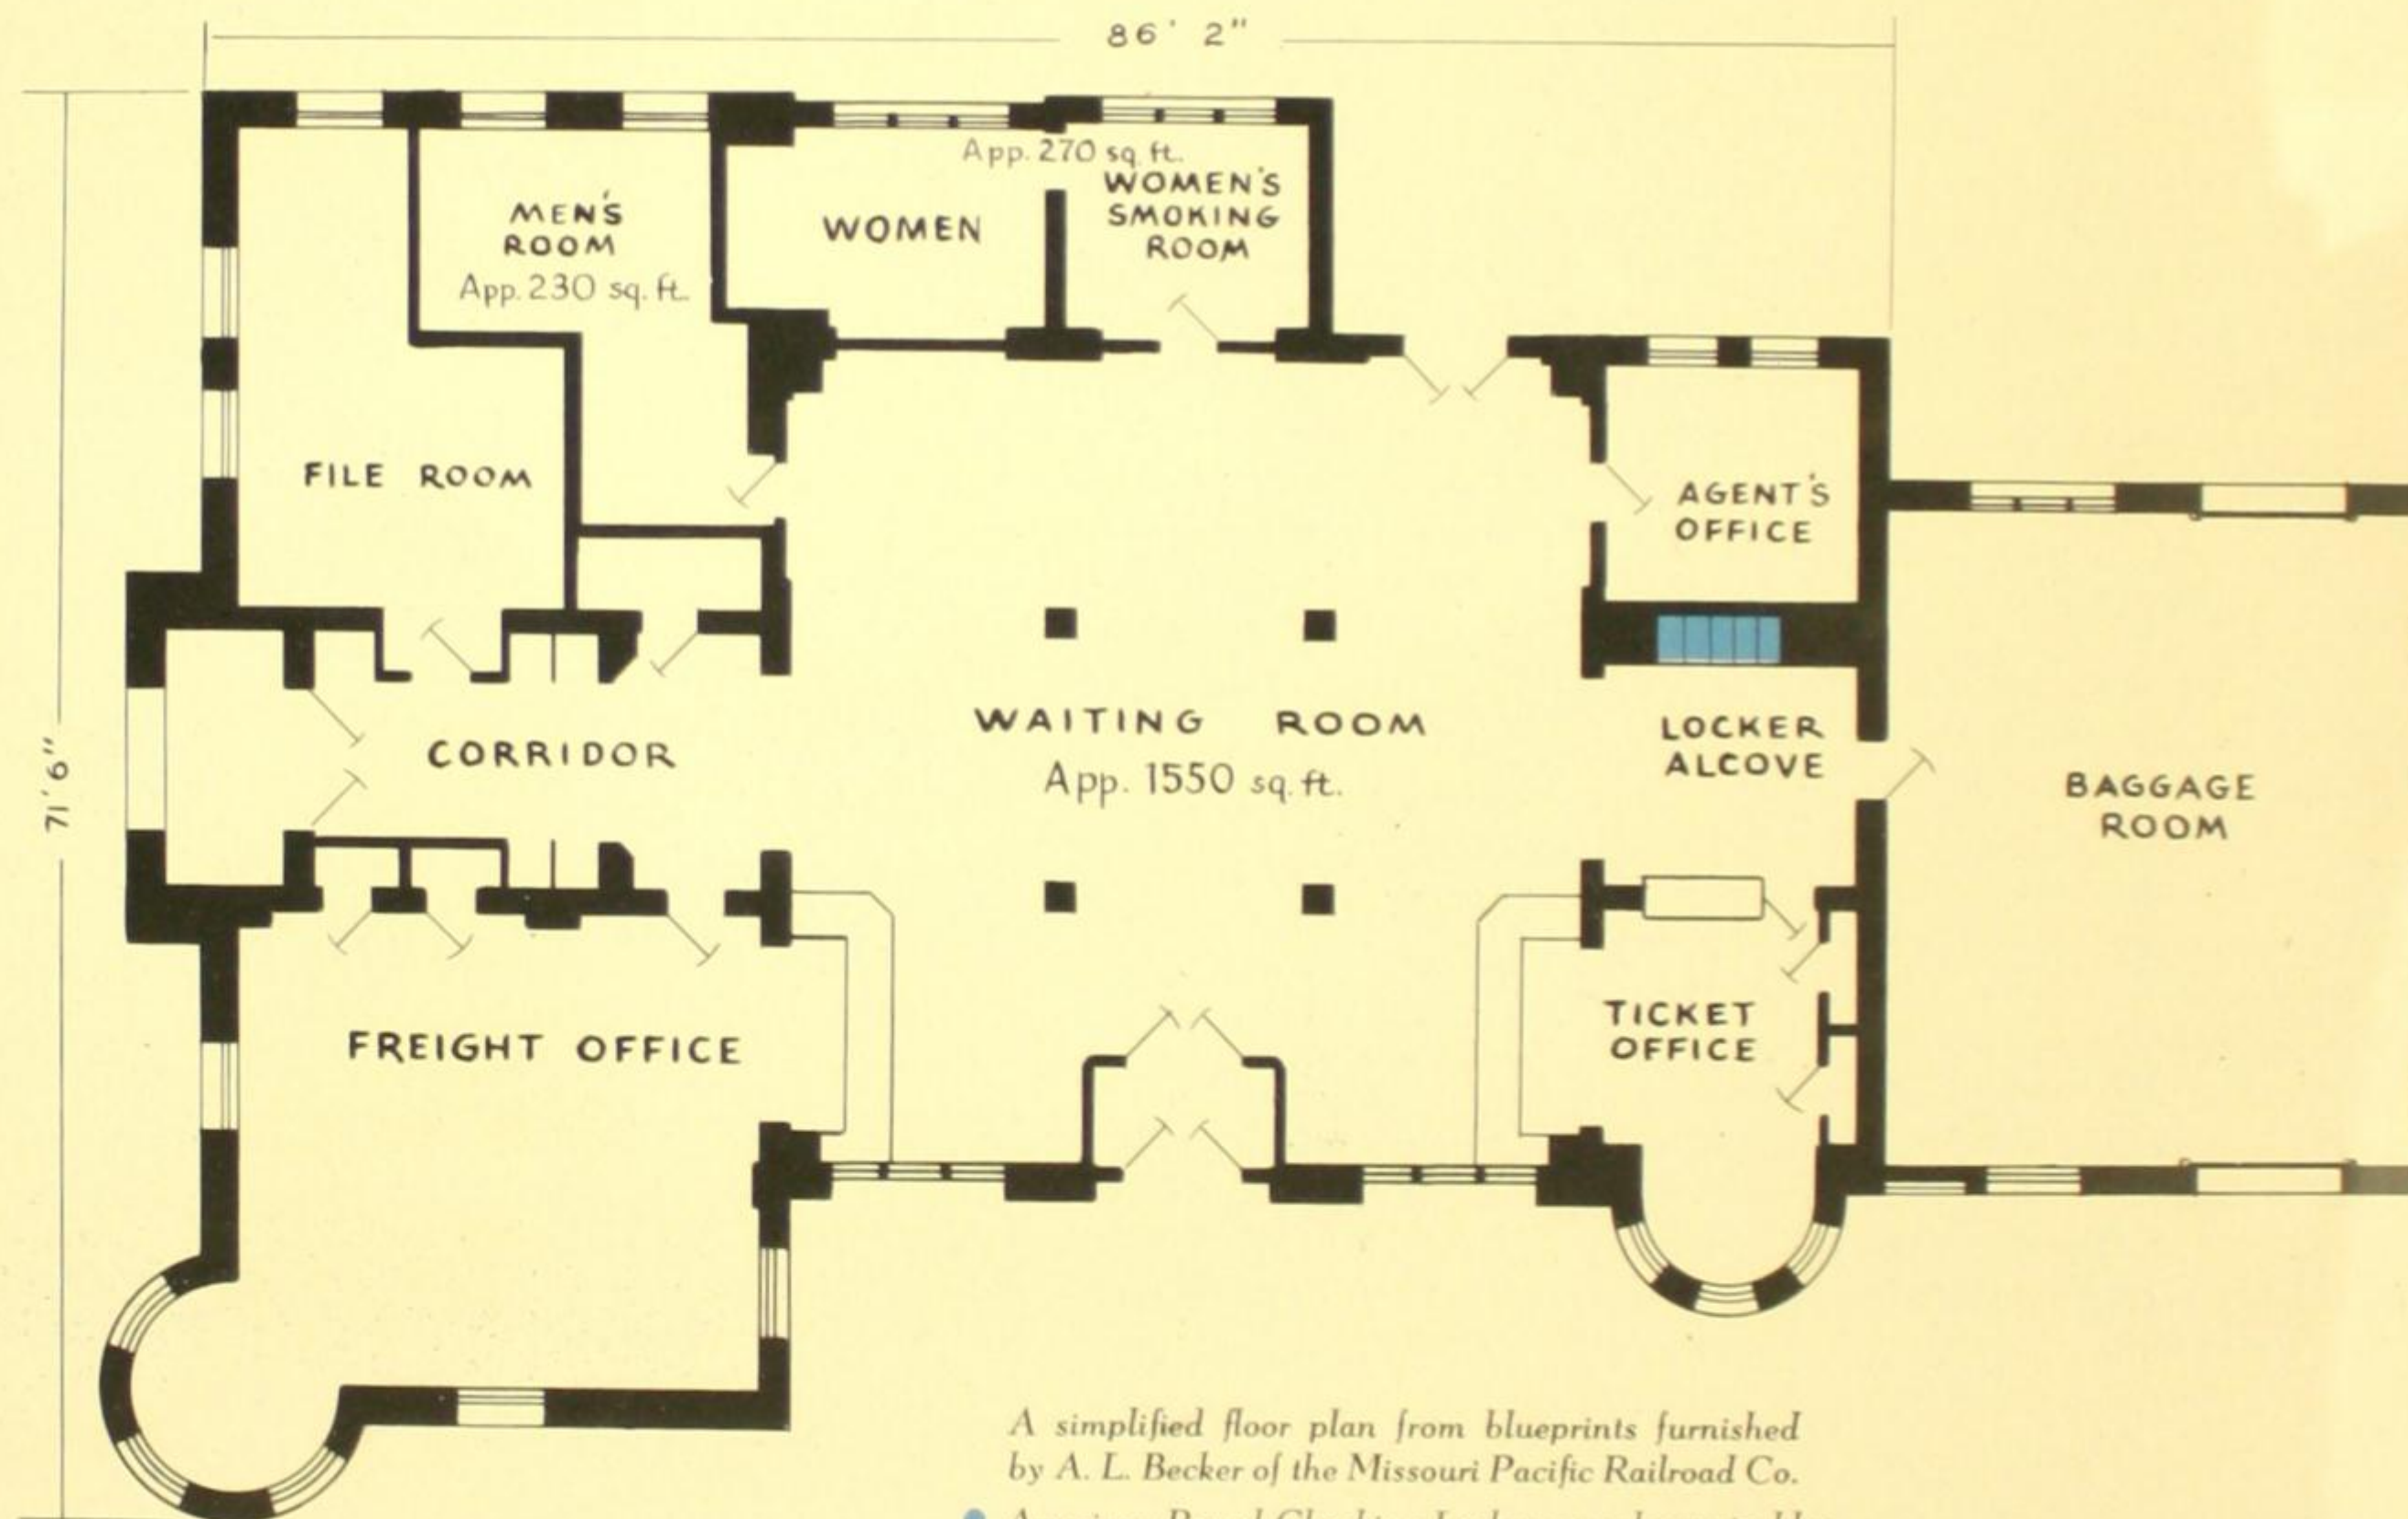 86' 2"
App. 270 sq. ft.
WOMEN'S
SMOKING
ROOM
MEN'S
ROOM
App. 230 sq. ft.
WOMEN
FILE ROOM
AGENT'S
OFFICE
71'6"
CORRIDOR
WAITING ROOM
App. 1550 sq. ft.
LOCKER
ALCOVE
BAGGAGE
ROOM
FREIGHT OFFICE
TICKET
OFFICE
A simplified floor plan from blueprints furnished
by A. L. Becker of the Missouri Pacific Railroad Co.